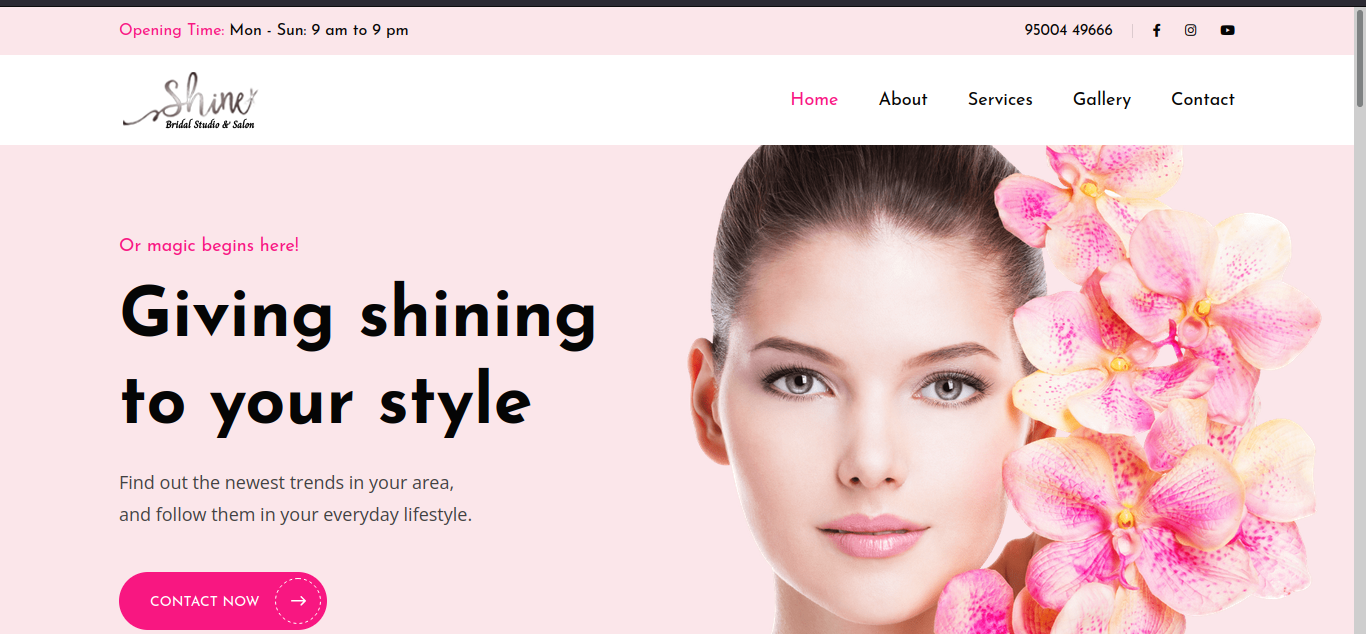 Opening Time: Mon - Sun: 9 am to 9 pm
95004 49666
Shine
Bridal Studio & Salon
Home About Services Gallery Contact
Or magic begins here!
Giving shining
to your style
Find out the newest trends in your area,
and follow them in your everyday lifestyle.
CONTACT NOW